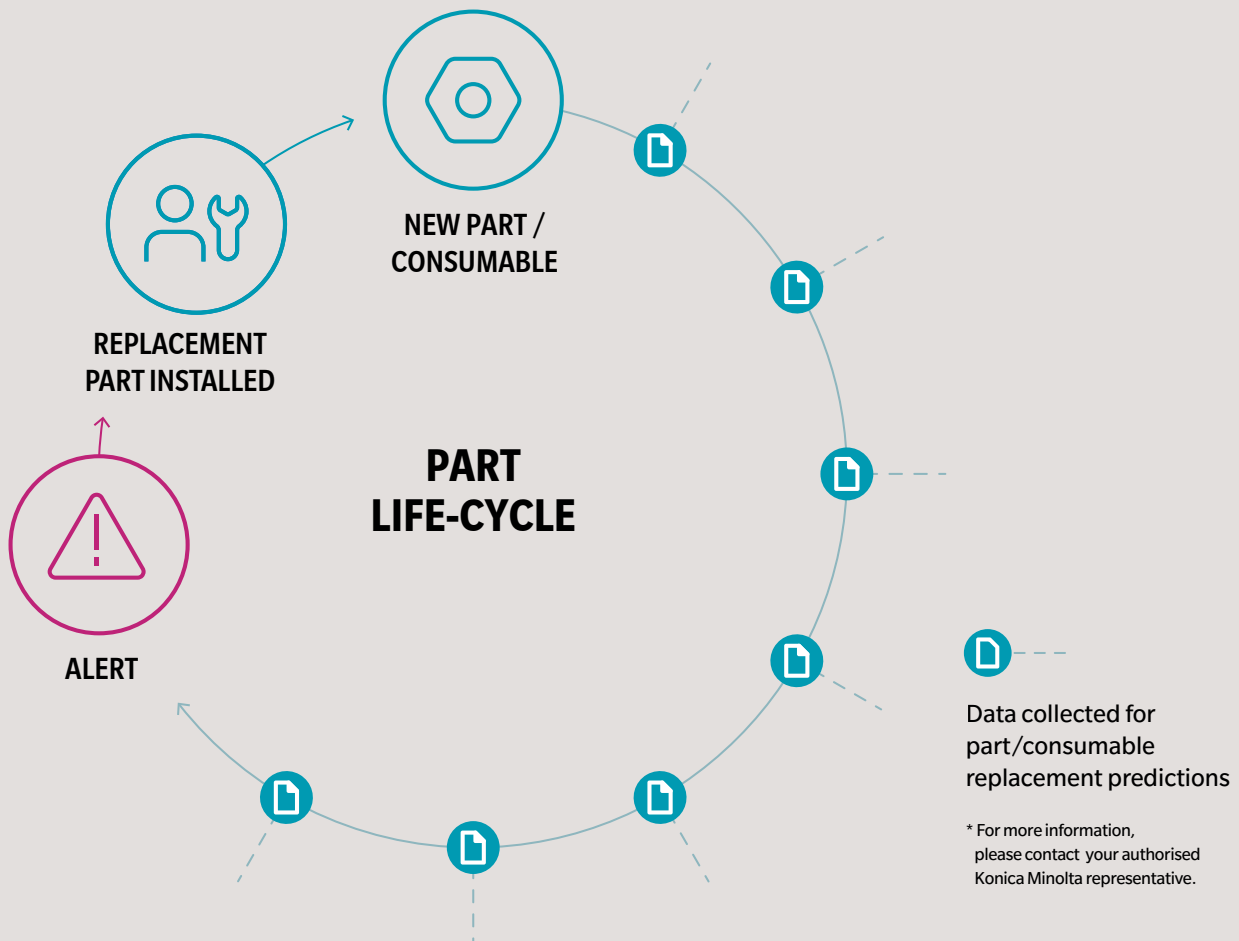 NEW PART /
CONSUMABLE
REPLACEMENT
PART INSTALLED
PART
LIFE-CYCLE
ALERT
Data collected for
part/consumable
replacement predictions
* For more information,
please contact your authorised
Konica Minolta representative.